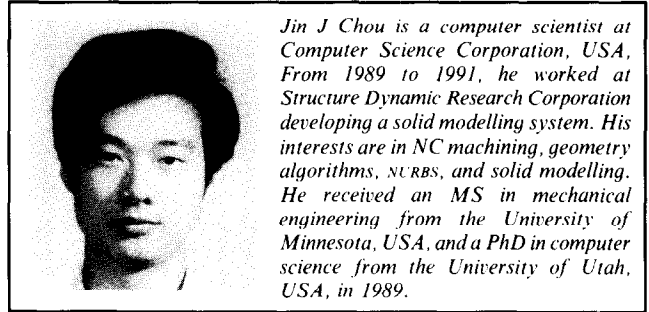 Jin J Chou is a computer scientist at
Computer Science Corporation, USA,
From 1989 to 1991, he worked at
Structure Dynamic Research Corporation
developing a solid modelling system. His
interests are in NC machining, geometry
algorithms, NURBS, and solid modelling.
He received an MS in mechanical
engineering from the University of
Minnesota, USA, and a PhD in computer
science from the University of Utah,
USA, in 1989.